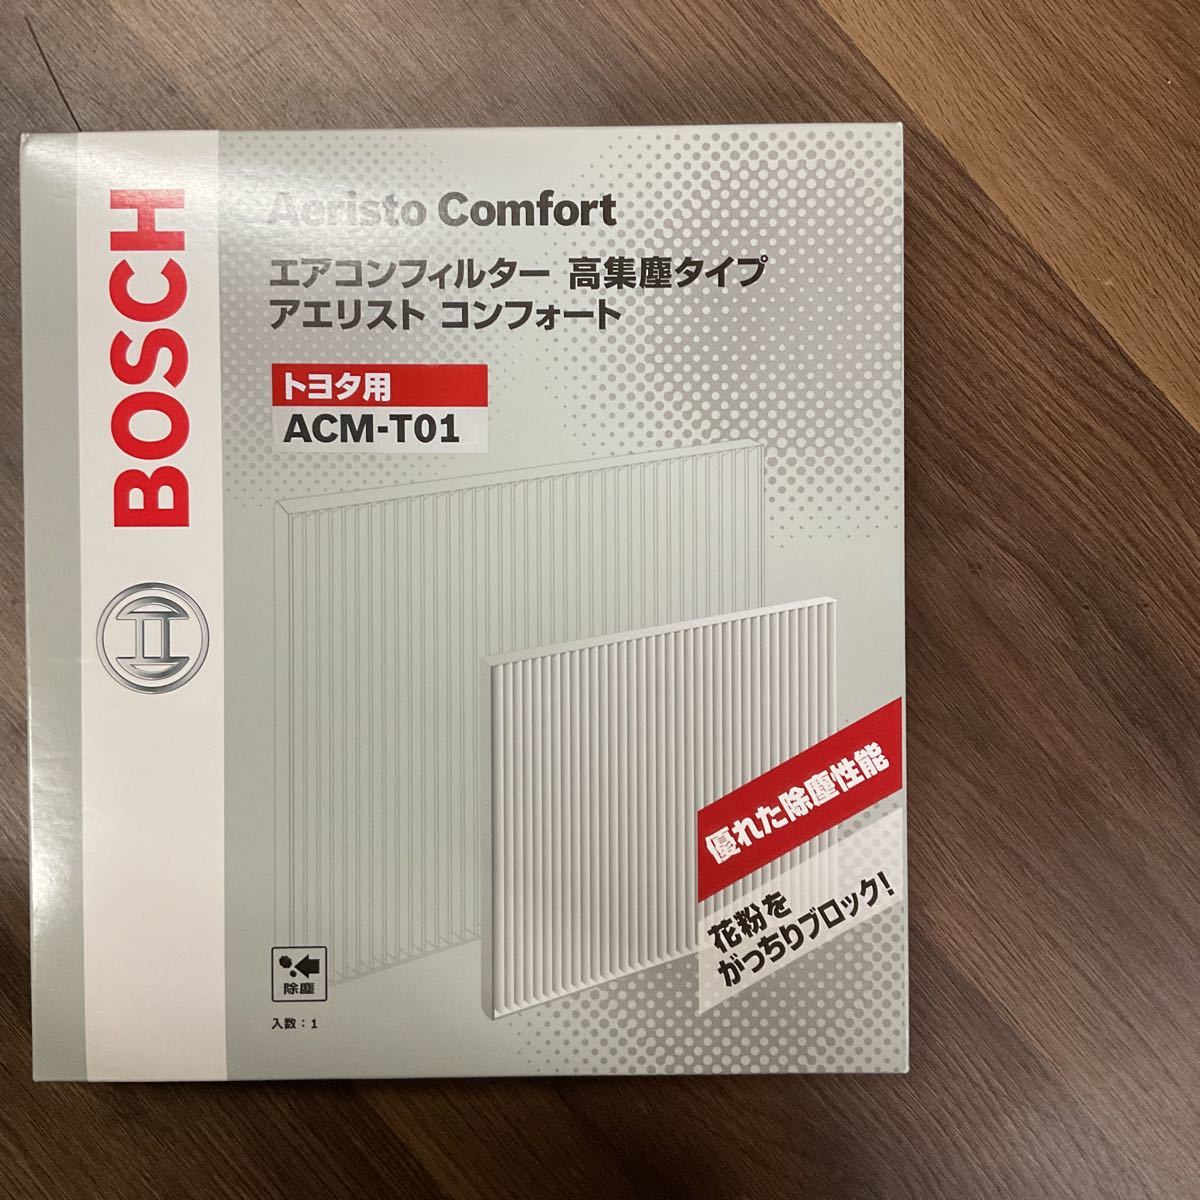 BOSCH
Aeristo Comfort
エアコンフィルター 高集塵タイプ
アエリスト コンフォート
トヨタ用
ACM-T01
優れた除塵性能
花粉を
がっちりブロック!
除塵
入数：1